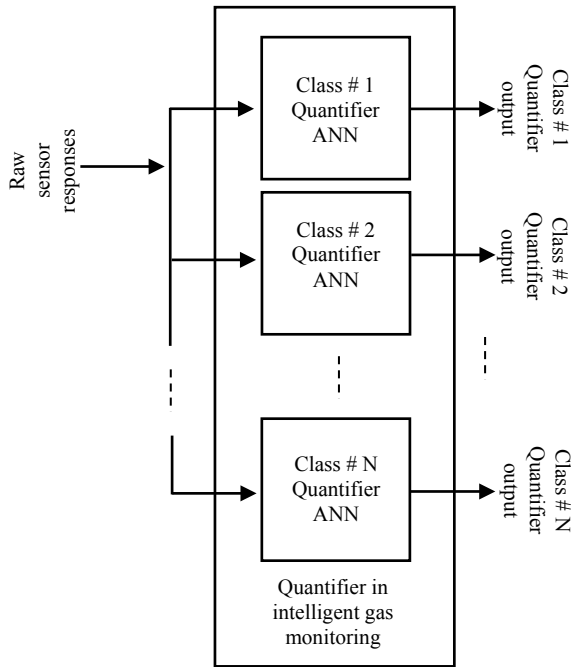 Raw
sensor
responses
Class # 1
Quantifier
ANN
Class # 1
Quantifier
output
Class # 2
Quantifier
ANN
Class # 2
Quantifier
output
Class # N
Quantifier
ANN
Class # N
Quantifier
output
Quantifier in
intelligent gas
monitoring